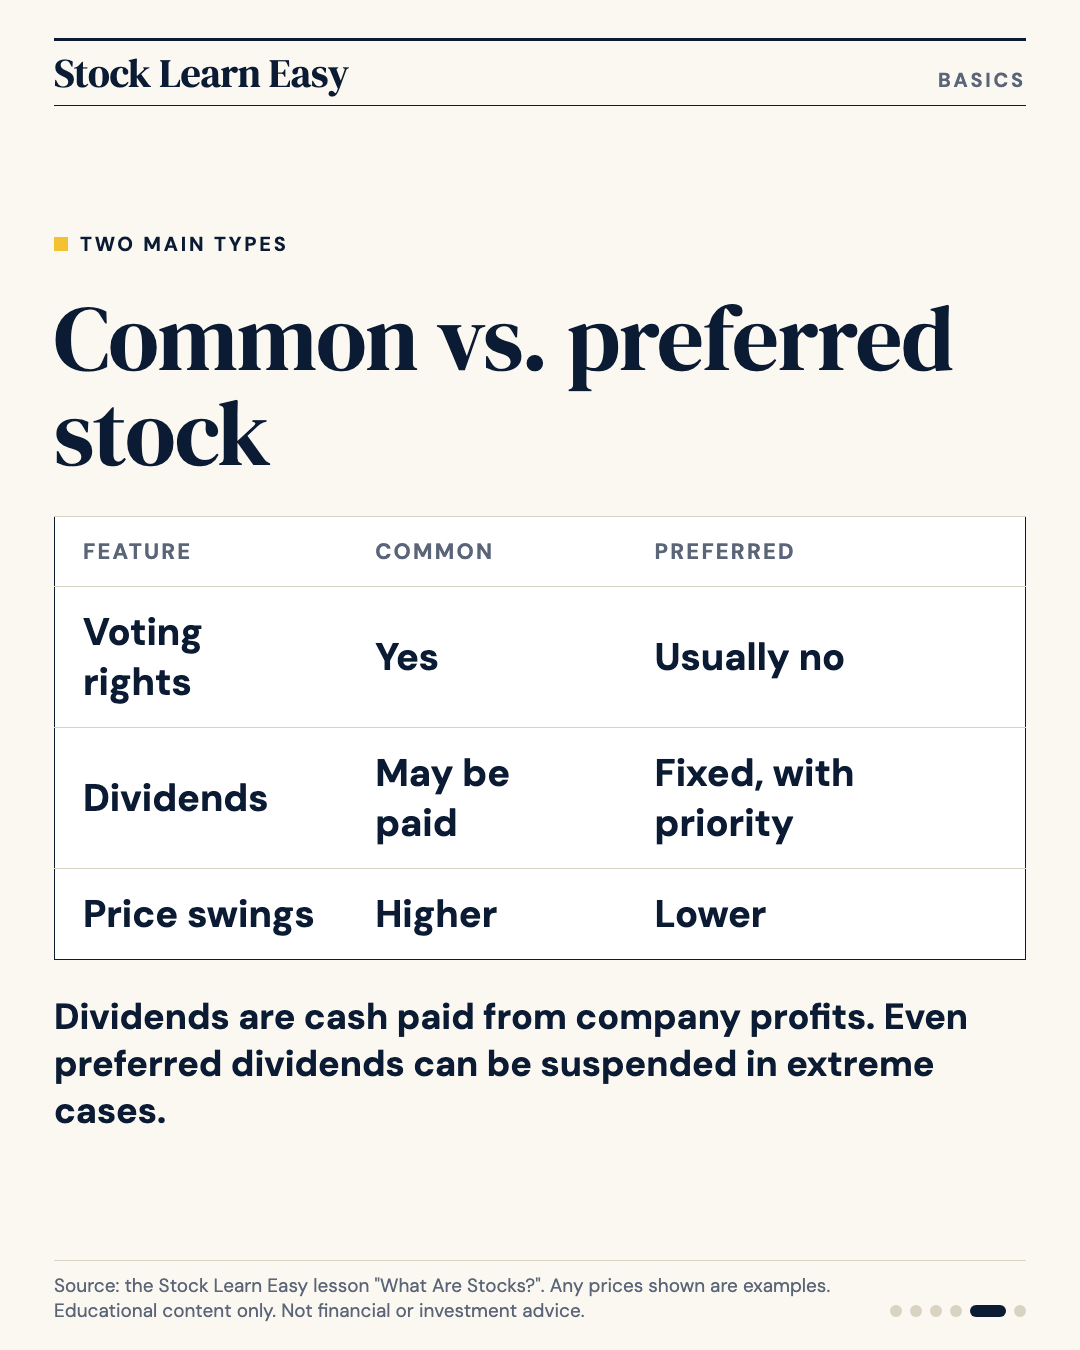 Stock Learn Easy
BASICS
TWO MAIN TYPES
Common vs. preferred
stock
FEATURE COMMON PREFERRED
Voting
rights
Yes
Usually no
Dividends
May be
paid
Fixed, with
priority
Price swings Higher Lower
Dividends are cash paid from company profits. Even
preferred dividends can be suspended in extreme
cases.
Source: the Stock Learn Easy lesson "What Are Stocks?". Any prices shown are examples.
Educational content only. Not financial or investment advice.